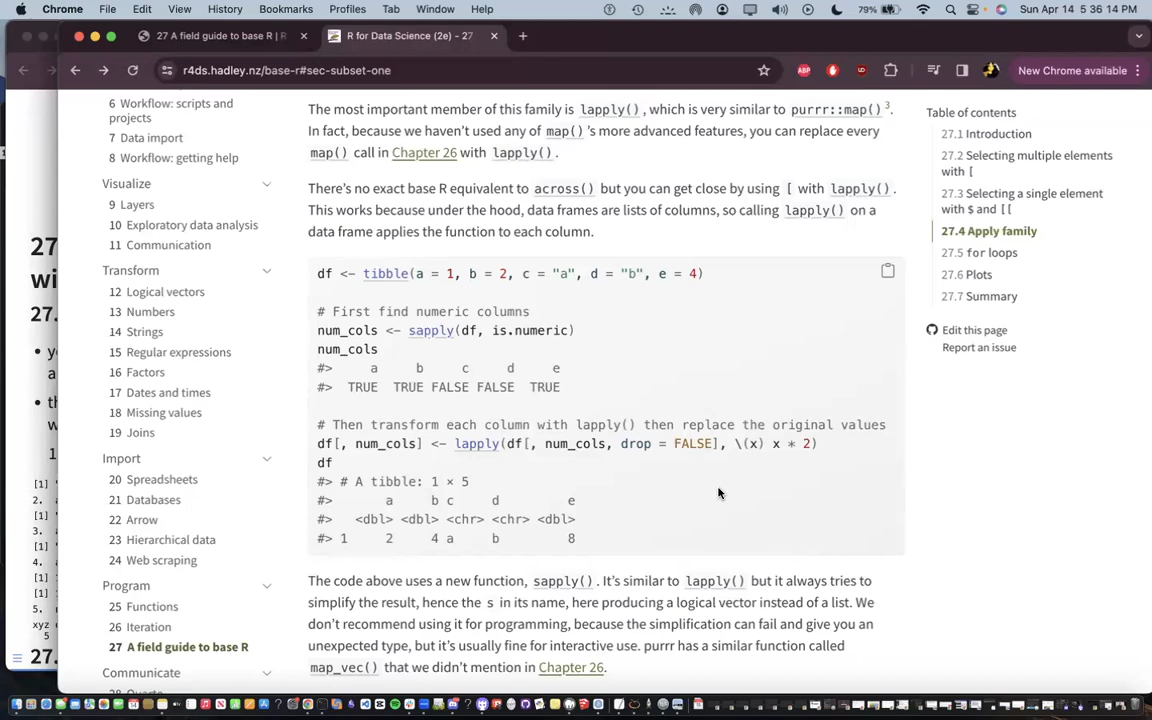 Chrome File Edit View History Bookmarks Profiles Tab Window Help 79% Sun Apr 14 5 36 14 PM
27 A field guide to base R | R
R for Data Science (2e) - 27
r4ds.hadley.nz/base-r#sec-subset-one
ABP
New Chrome available
6 Workflow: scripts and
projects
7 Data import
8 Workflow: getting help
Visualize
9 Layers
10 Exploratory data analysis
11 Communication
Transform
12 Logical vectors
13 Numbers
14 Strings
15 Regular expressions
16 Factors
17 Dates and times
18 Missing values
19 Joins
Import
20 Spreadsheets
21 Databases
22 Arrow
23 Hierarchical data
24 Web scraping
Program
25 Functions
26 Iteration
27 A field guide to base R
Communicate
The most important member of this family is lapply(), which is very similar to purrr::map() 3.
In fact, because we haven't used any of map()'s more advanced features, you can replace every
map() call in Chapter 26 with lapply().
There's no exact base R equivalent to across() but you can get close by using [ with lapply().
This works because under the hood, data frames are lists of columns, so calling lapply() on a
data frame applies the function to each column.
df <- tibble(a = 1, b = 2, c = "a", d = "b", e = 4)
# First find numeric columns
num_cols <- sapply(df, is.numeric)
num_cols
#> a b c d e
#> TRUE TRUE FALSE FALSE TRUE
# Then transform each column with lapply() then replace the original values
df[, num_cols] <- lapply(df[, num_cols, drop = FALSE], \(x) x * 2)
df
#> # A tibble: 1 × 5
#> a b c d e
#> <dbl> <dbl> <chr> <chr> <dbl>
#> 1 2 4 a b 8
The code above uses a new function, sapply(). It's similar to lapply() but it always tries to
simplify the result, hence the s in its name, here producing a logical vector instead of a list. We
don't recommend using it for programming, because the simplification can fail and give you an
unexpected type, but it's usually fine for interactive use. purrr has a similar function called
map_vec() that we didn't mention in Chapter 26.
Table of contents
27.1 Introduction
27.2 Selecting multiple elements
with [
27.3 Selecting a single element
with $ and [[
27.4 Apply family
27.5 for loops
27.6 Plots
27.7 Summary
Edit this page
Report an issue
27
wi
27.
1
[1] "
2.
[1] "
3.
[1] "
4.
[1]
5.
xyz
5
27.